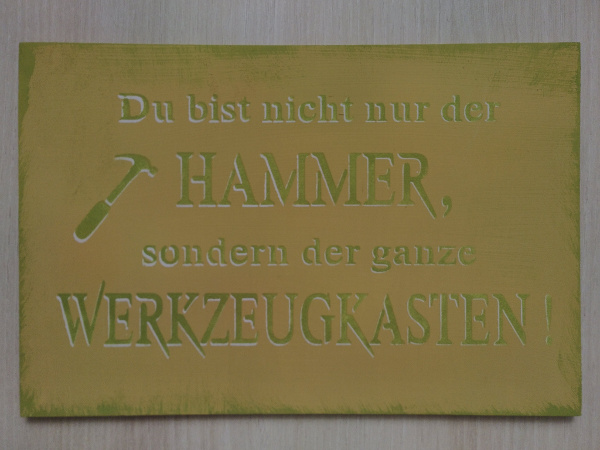 Du bist nicht nur der
HAMMER,
sondern der ganze
WERKZEUGKASTEN !